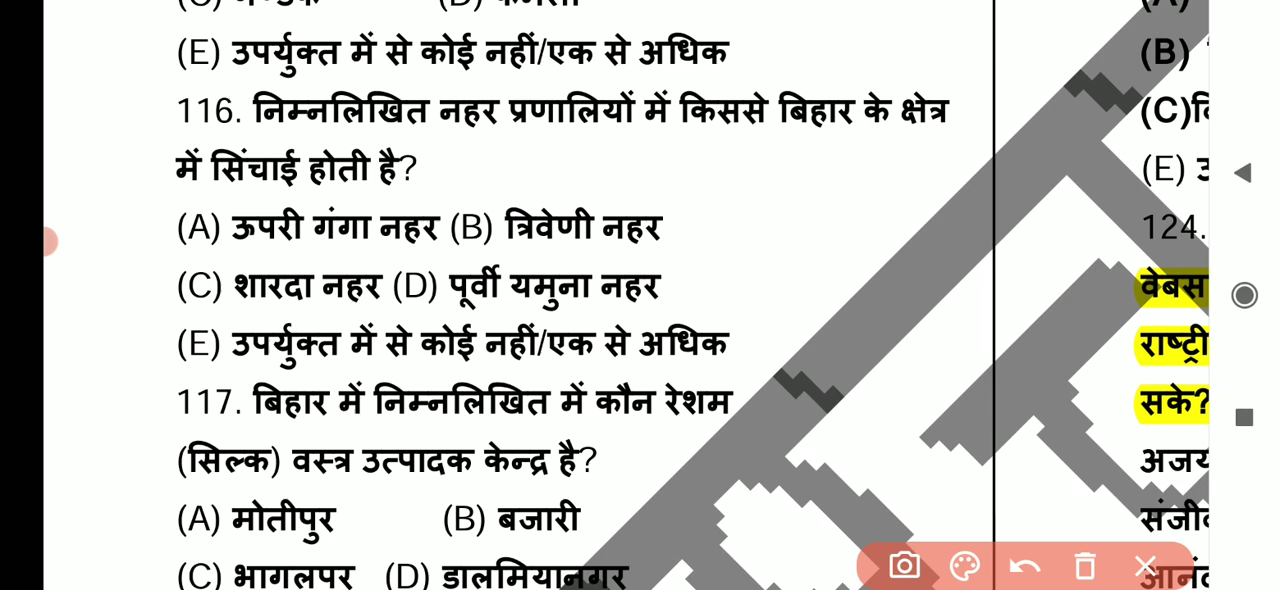 (E) उपर्युक्त में से कोई नहीं/एक से अधिक
116. निम्नलिखित नहर प्रणालियों में किससे बिहार के क्षेत्र
में सिंचाई होती है?
(A) ऊपरी गंगा नहर (B) त्रिवेणी नहर
(C) शारदा नहर (D) पूर्वी यमुना नहर
(E) उपर्युक्त में से कोई नहीं/एक से अधिक
117. बिहार में निम्नलिखित में कौन रेशम
(सिल्क) वस्त्र उत्पादक केन्द्र है?
(A) मोतीपुर (B) बजारी
(C) भागलपुर (D) डालमियानगर
(B)
(C)
(E)
124.
सके?